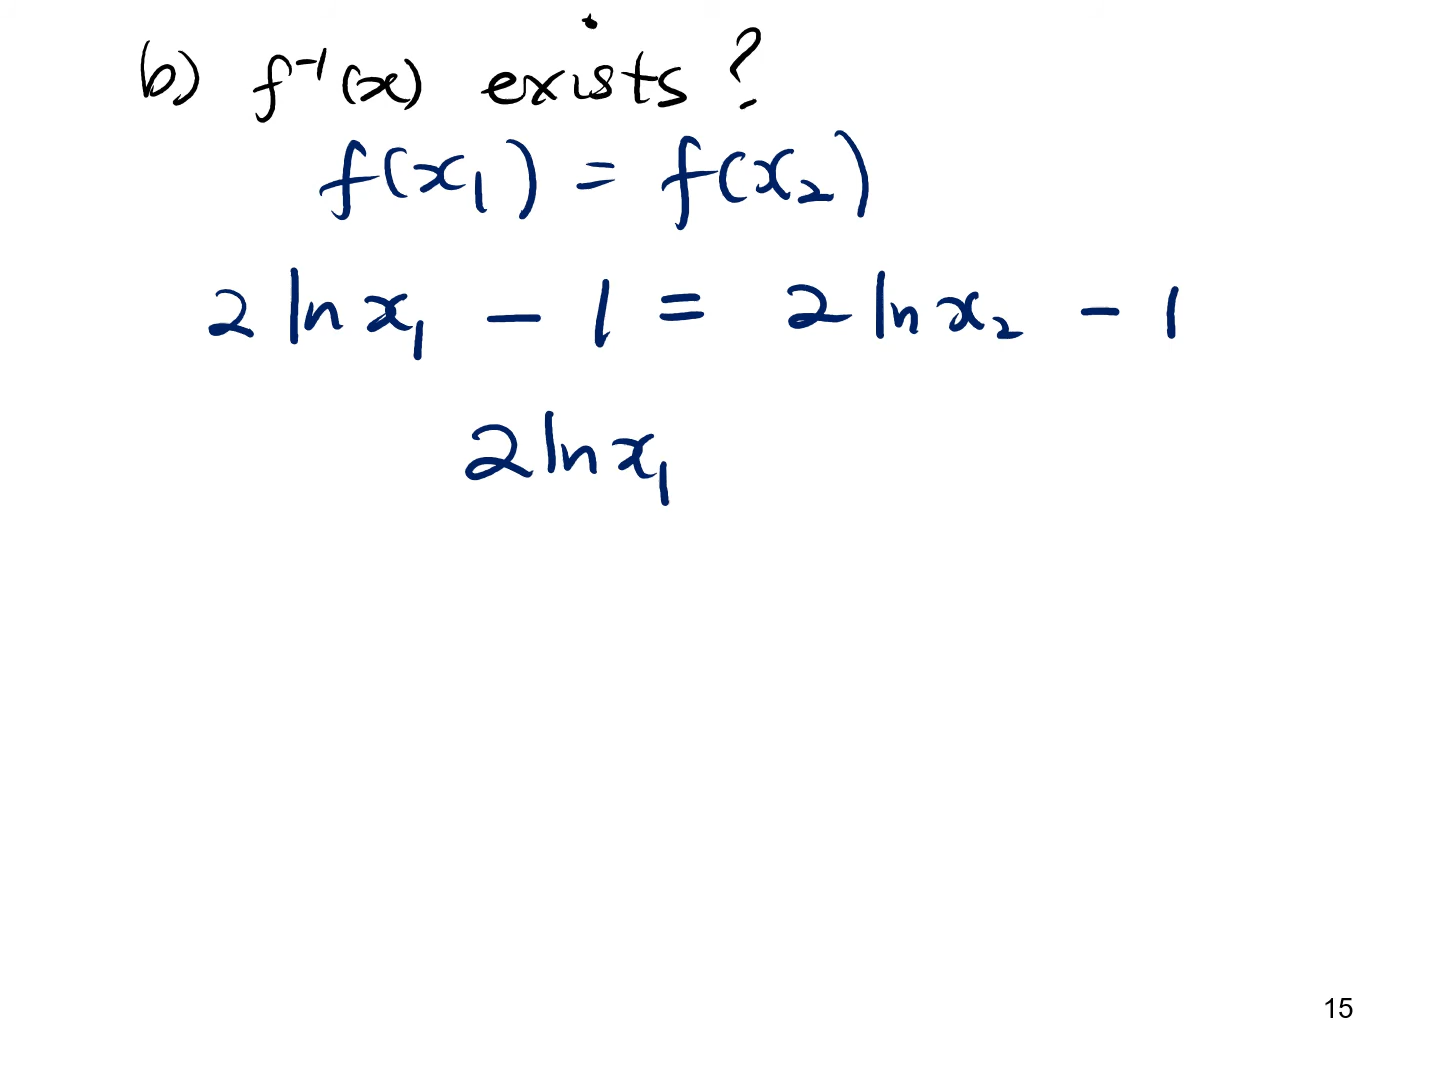 b) f⁻¹(x) exists ?
f(x₁) = f(x₂)
2 ln x₁ - 1 = 2 ln x₂ - 1
2 ln x₁
15